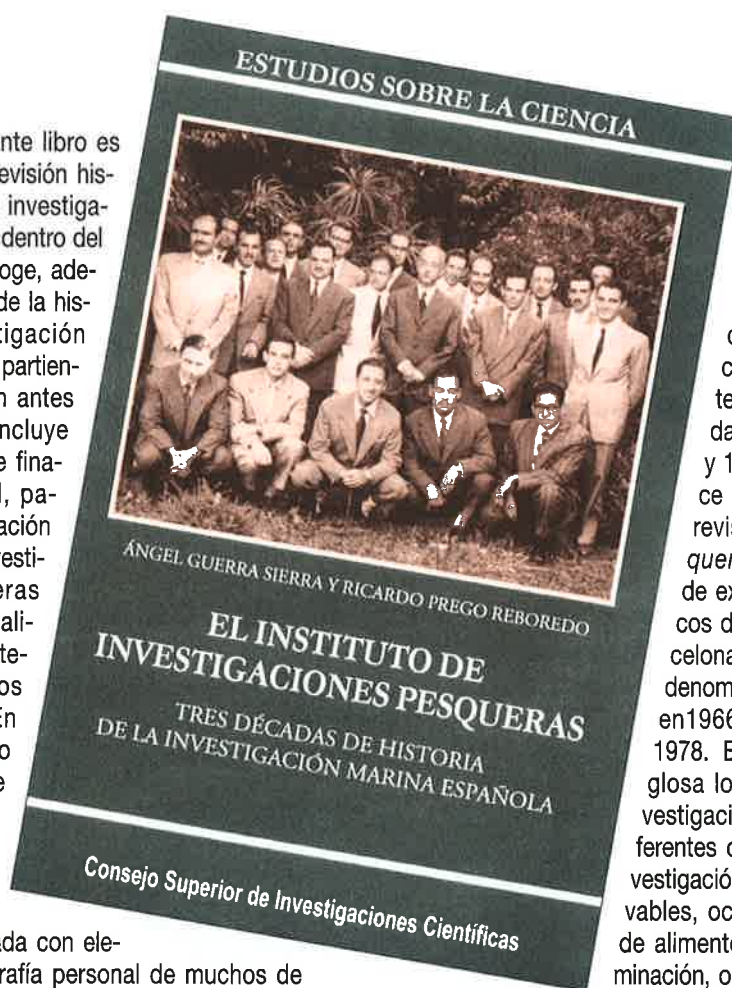 nte libro es
evisión his-
investiga-
dentro del
oge, ade-
de la his-
tigación
partien-
n antes
ncluye
e fina-
l, pa-
ación
vesti-
eras
ali-
te-
os
En
o
e
ada con ele-
rafía personal de muchos de
ESTUDIOS SOBRE LA CIENCIA
ÁNGEL GUERRA SIERRA Y RICARDO PREGO REBOREDO
EL INSTITUTO DE
INVESTIGACIONES PESQUERAS
TRES DÉCADAS DE HISTORIA
DE LA INVESTIGACIÓN MARINA ESPAÑOLA
Consejo Superior de Investigaciones Científicas
c
te
da
y 1
ce
revis
quer
de ex
cos d
celona
denom
en1966
1978. E
glosa lo
vestigaci
ferentes c
vestigació
vables, oc
de alimento
minación, o